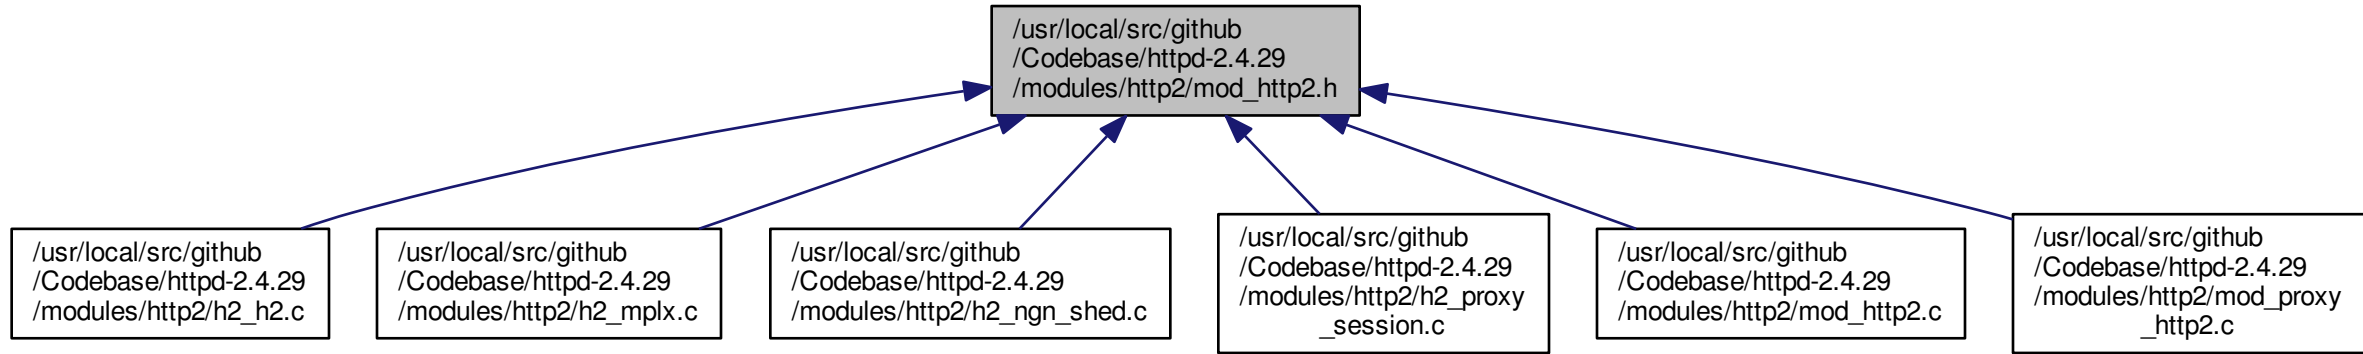 /usr/local/src/github
/Codebase/httpd-2.4.29
/modules/http2/mod_http2.h
/usr/local/src/github
/Codebase/httpd-2.4.29
/modules/http2/h2_h2.c
/usr/local/src/github
/Codebase/httpd-2.4.29
/modules/http2/h2_mplx.c
/usr/local/src/github
/Codebase/httpd-2.4.29
/modules/http2/h2_ngn_shed.c
/usr/local/src/github
/Codebase/httpd-2.4.29
/modules/http2/h2_proxy
_session.c
/usr/local/src/github
/Codebase/httpd-2.4.29
/modules/http2/mod_http2.c
/usr/local/src/github
/Codebase/httpd-2.4.29
/modules/http2/mod_proxy
_http2.c